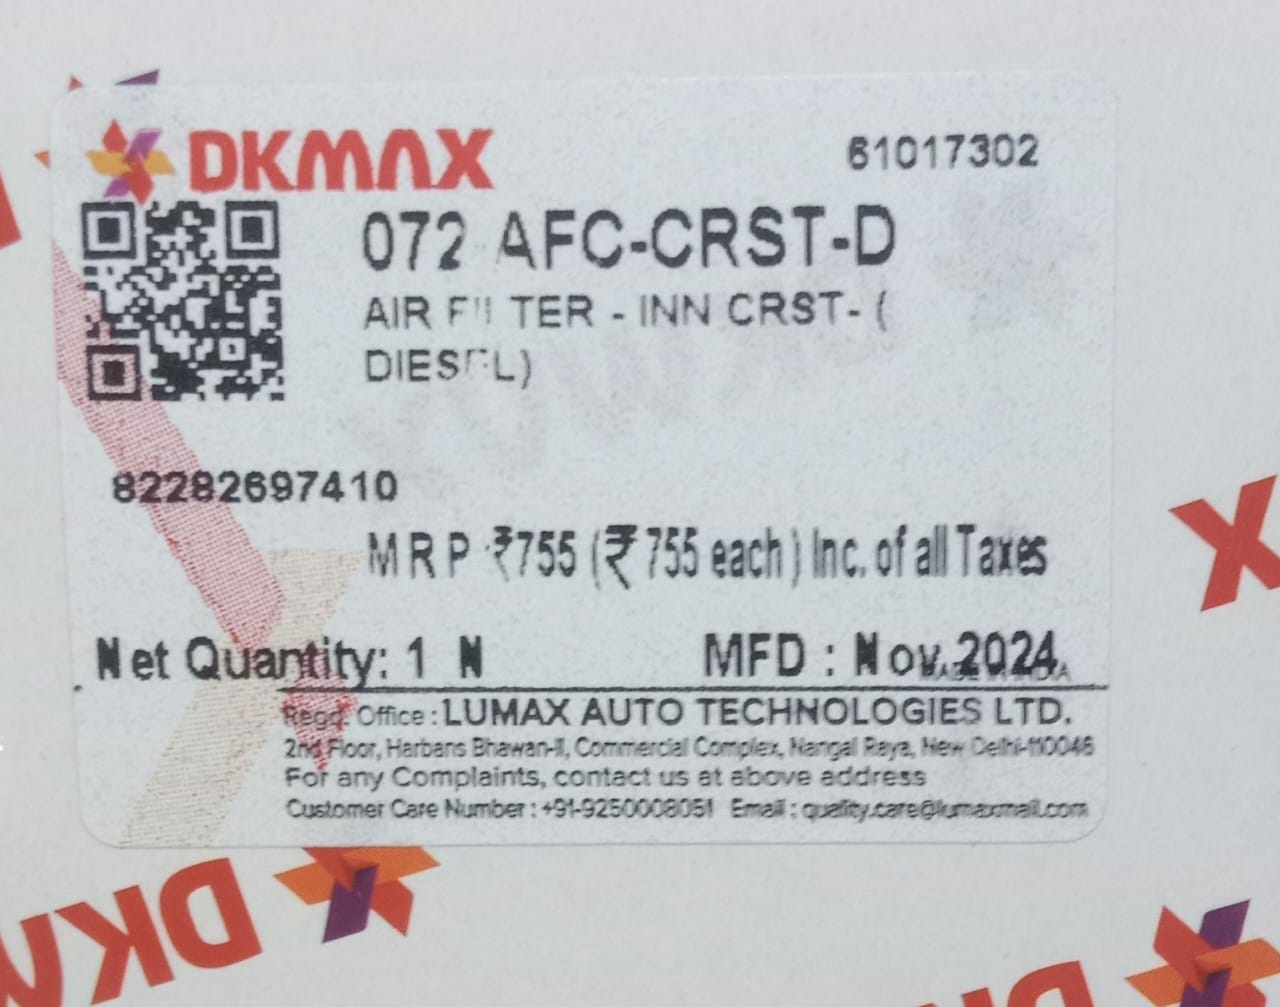 DKMAX
61017302
072 AFC-CRST-D
AIR FILTER - INN CRST- (
DIESEL)
82282697410
M R P ₹755 (₹ 755 each ) Inc. of all Taxes
Net Quantity: 1 N
MFD : Nov.2024
MADE IN INDIA
Regd. Office : LUMAX AUTO TECHNOLOGIES LTD.
2nd Floor, Harbans Bhawan-II, Commercial Complex, Nangal Raya, New Delhi-110046
For any Complaints, contact us at above address
Customer Care Number : +91-9250008051 Email : quality.care@lumaxmail.com
X
DKM